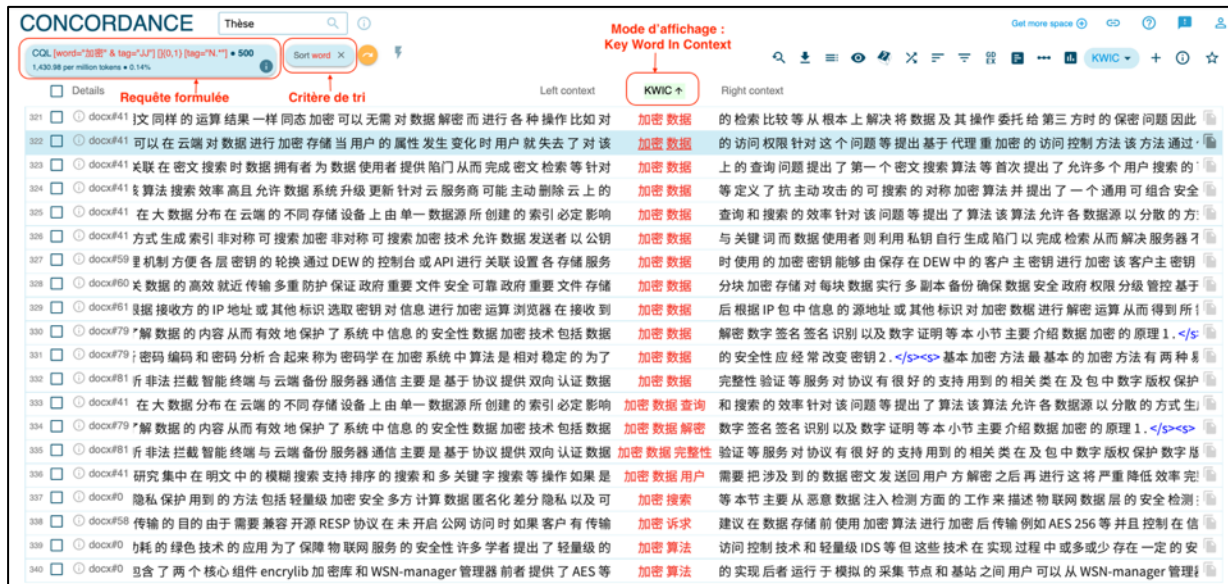 CONCORDANCE Thèse Get more space
Mode d'affichage :
Key Word In Context
CQL [word="加密" & tag="JJ"] []{0,1} [tag="N.*"] • 500
1,430.98 per million tokens • 0.14%
Sort word ×
KWIC
Requête formulée Critère de tri
Details Left context KWIC ↑ Right context
321 docx#41 文 同样 的 运算 结果 一样 同态 加密 可以 无需 对 数据 解密 而 进行 各 种 操作 比如 对 加密 数据 的 检索 比较 等 从 根本 上 解决 将 数据 及 其 操作 委托 给 第三 方时 的 保密 问题 因此
322 docx#41 可以 在 云端 对 数据 进行 加密 存储 当 用户 的 属性 发生 变化 时 用户 就 失去 了 对 该 加密 数据 的 访问 权限 针对 这 个 问题 等 提出 基于 代理 重 加密 的 访问 控制 方法 该 方法 通过
323 docx#41 关联 在 密文 搜索 时 数据 拥有者 为 数据 使用者 提供 陷门 从而 完成 密文 检索 等 针对 加密 数据 上 的 查询 问题 提出 了 第一 个 密文 搜索 算法 等 首次 提出 了 允许 多 个 用户 搜索 的
324 docx#41 算法 搜索 效率 高且 允许 数据 系统 升级 更新 针对 云 服务商 可能 主动 删除 云 上 的 加密 数据 等 定义 了 抗 主动 攻击 的 可 搜索 的 对称 加密 算法 并 提出 了 一 个 通用 可 组合 安全
325 docx#41 在 大 数据 分布 在 云端 的 不同 存储 设备 上 由 单一 数据源 所 创建 的 索引 必定 影响 加密 数据 查询 和 搜索 的 效率 针对 该 问题 等 提出 了 算法 该 算法 允许 各 数据源 以 分散 的 方
326 docx#41 方式 生成 索引 非对称 可 搜索 加密 非对称 可 搜索 加密 技术 允许 数据 发送者 以 公钥 加密 数据 与 关键 词 而 数据 使用者 则 利用 私钥 自行 生成 陷门 以 完成 检索 从而 解决 服务器 不
327 docx#59 机制 方便 各 层 密钥 的 轮换 通过 DEW 的 控制台 或 API 进行 关联 设置 各 存储 服务 加密 数据 时 使用 的 加密 密钥 能够 由 保存 在 DEW 中 的 客户 主 密钥 进行 加密 该 客户 主 密钥
328 docx#60 数据 的 高效 就近 传输 多重 防护 保证 政府 重要 文件 安全 可靠 政府 重要 文件 存储 加密 数据 分块 加密 存储 对 每块 数据 实行 多 副本 备份 确保 数据 安全 政府 权限 分级 管控 基于
329 docx#61 根据 接收方 的 IP 地址 或 其他 标识 选取 密钥 对 信息 进行 加密 运算 浏览器 在 接收 到 加密 数据 后 根据 IP 包 中 信息 的 源地址 或 其他 标识 对 加密 数据 进行 解密 运算 从而 得到 所
330 docx#79 了解 数据 的 内容 从而 有效 地 保护 了 系统 中 信息 的 安全性 数据 加密 技术 包括 数据 加密 数据 解密 数字 签名 签名 识别 以及 数字 证明 等 本 小节 主要 介绍 数据 加密 的 原理 1 . </s>
331 docx#79 密码 编码 和 密码 分析 合 起来 称为 密码学 在 加密 系统 中 算法 是 相对 稳定 的 为了 加密 数据 的 安全性 应 经常 改变 密钥 2 . </s><s> 基本 加密 方法 最 基本 的 加密 方法 有 两 种
332 docx#81 非法 拦截 智能 终端 与 云端 备份 服务器 通信 主要 是 基于 协议 提供 双向 认证 数据 加密 数据 完整性 验证 等 服务 对 协议 有 很 好 的 支持 用到 的 相关 类 在 及 包 中 数字 版权 保护
333 docx#41 在 大 数据 分布 在 云端 的 不同 存储 设备 上 由 单一 数据源 所 创建 的 索引 必定 影响 加密 数据 查询 和 搜索 的 效率 针对 该 问题 等 提出 了 算法 该 算法 允许 各 数据源 以 分散 的 方式 生
334 docx#79 了解 数据 的 内容 从而 有效 地 保护 了 系统 中 信息 的 安全性 数据 加密 技术 包括 数据 加密 数据 解密 数字 签名 签名 识别 以及 数字 证明 等 本 小节 主要 介绍 数据 加密 的 原理 1 . </s><s>
335 docx#81 非法 拦截 智能 终端 与 云端 备份 服务器 通信 主要 是 基于 协议 提供 双向 认证 数据 加密 数据 完整性 验证 等 服务 对 协议 有 很 好 的 支持 用到 的 相关 类 在 及 包 中 数字 版权 保护 数字
336 docx#41 研究 集中 在 明文 中 的 模糊 搜索 支持 排序 的 搜索 和 多 关键 字 搜索 等 操作 如果 是 加密 数据 用户 需要 把 涉及 到 的 数据 密文 发 送回 用户 方 解密 之后 再 进行 这 将 严重 降低 效率 完
337 docx#0 隐私 保护 用到 的 方法 包括 轻量级 加密 安全 多方 计算 数据 匿名化 差分 隐私 以及 可 加密 搜索 等 本节 主要 从 恶意 数据 注入 检测 方面 的 工作 来 描述 物 联网 数据 层 的 安全 检测
338 docx#58 传输 的 目的 由于 需要 兼容 开源 RESP 协议 在 未 开启 公网 访问 时 如果 客户 有 传输 加密 诉求 建议 在 数据 存储 前 使用 加密 算法 进行 加密 后 传输 例如 AES 256 等 并且 控制 在 信
339 docx#0 耗 的 绿色 技术 的 应用 为了 保障 物 联网 服务 的 安全性 许多 学者 提出 了 轻量级 的 加密 算法 访问 控制 技术 和 轻量级 IDS 等 但 这些 技术 在 实现 过程 中 或多或少 存在 一定 的 安
340 docx#0 包含 了 两 个 核心 组件 encrylib 加密 库 和 WSN-manager 管理器 前者 提供 了 AES 等 加密 算法 的 实现 后者 运行 于 模拟 的 采集 节点 和 基站 之间 用户 可以 从 WSN-manager 管理